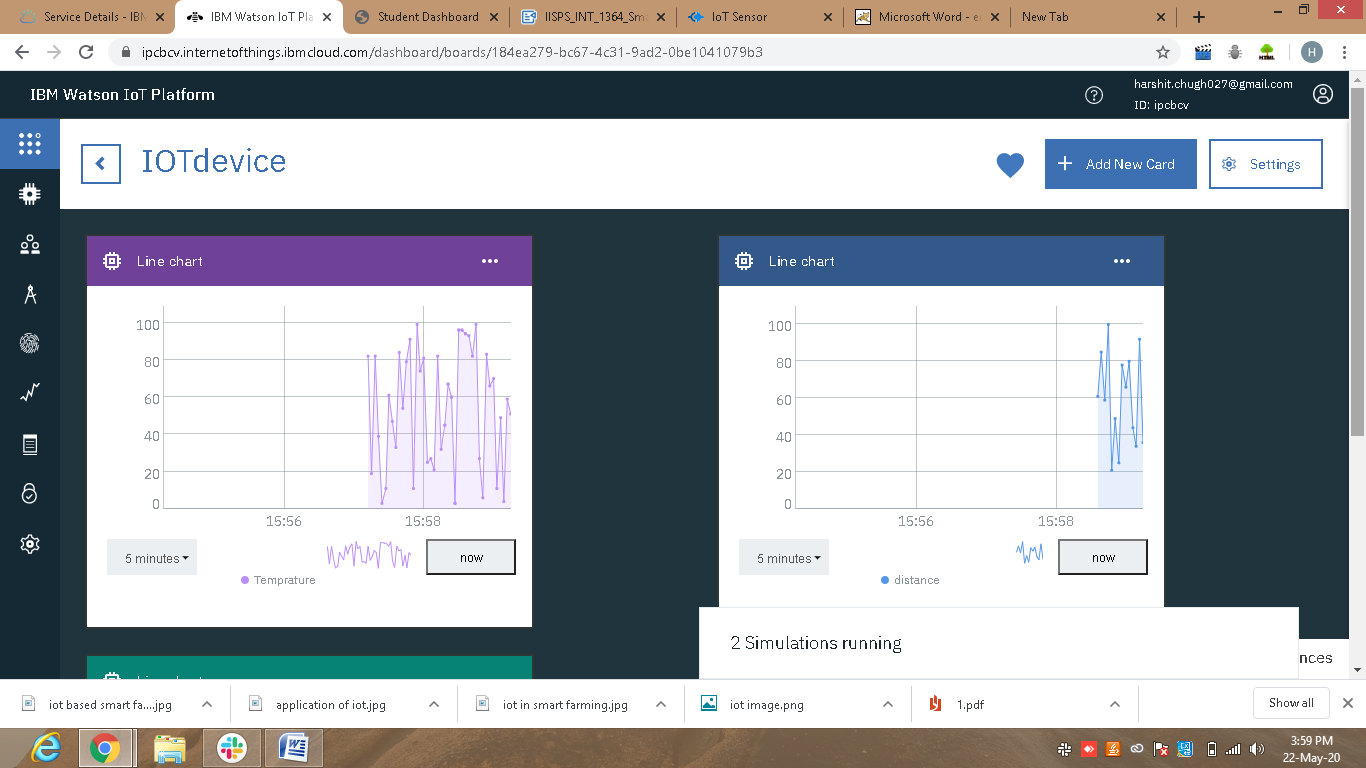 Service Details - IBM
IBM Watson IoT Pla
Student Dashboard
IISPS_INT_1364_Sma
IoT Sensor
Microsoft Word - e
New Tab
ipcbcv.internetofthings.ibmcloud.com/dashboard/boards/184ea279-bc67-4c31-9ad2-0be1041079b3
H
IBM Watson IoT Platform
harshit.chugh027@gmail.com
ID: ipcbcv
IOTdevice
Add New Card
Settings
Line chart
100
80
60
40
20
0
15:56
15:58
5 minutes
now
Temprature
Line chart
100
80
60
40
20
0
15:56
15:58
5 minutes
now
distance
2 Simulations running
nces
iot based smart fa....jpg
application of iot.jpg
iot in smart farming.jpg
iot image.png
1.pdf
Show all
3:59 PM
22-May-20